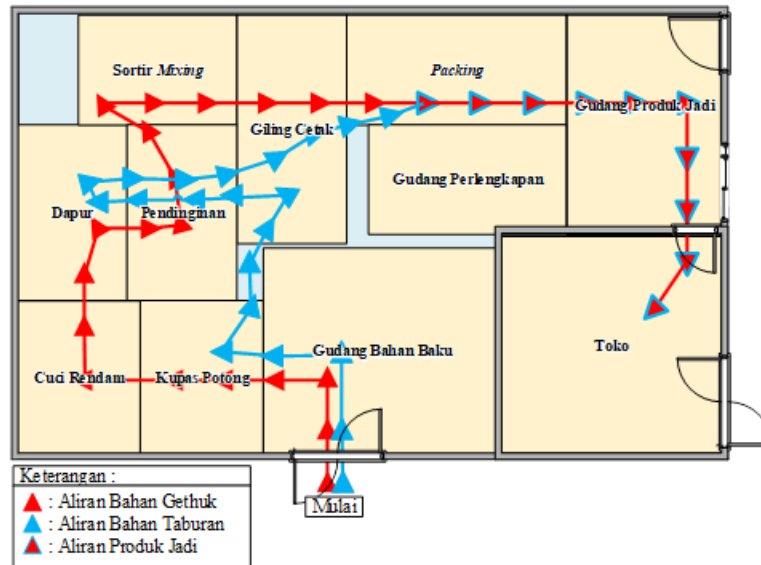 Sortir Mixing
Packing
Gudang Produk Jadi
Giling Cetak
Gudang Perlengkapan
Dapur
Pendinginan
Toko
Gudang Bahan Baku
Cuci Rendam
Kupas Potong
Keterangan :
: Aliran Bahan Gethuk
: Aliran Bahan Taburan
: Aliran Produk Jadi
Mulai